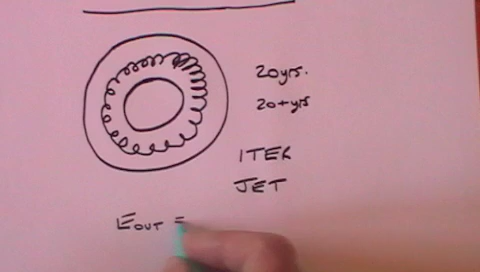 20yrs.
20+yrs
ITER
JET
EOUT =